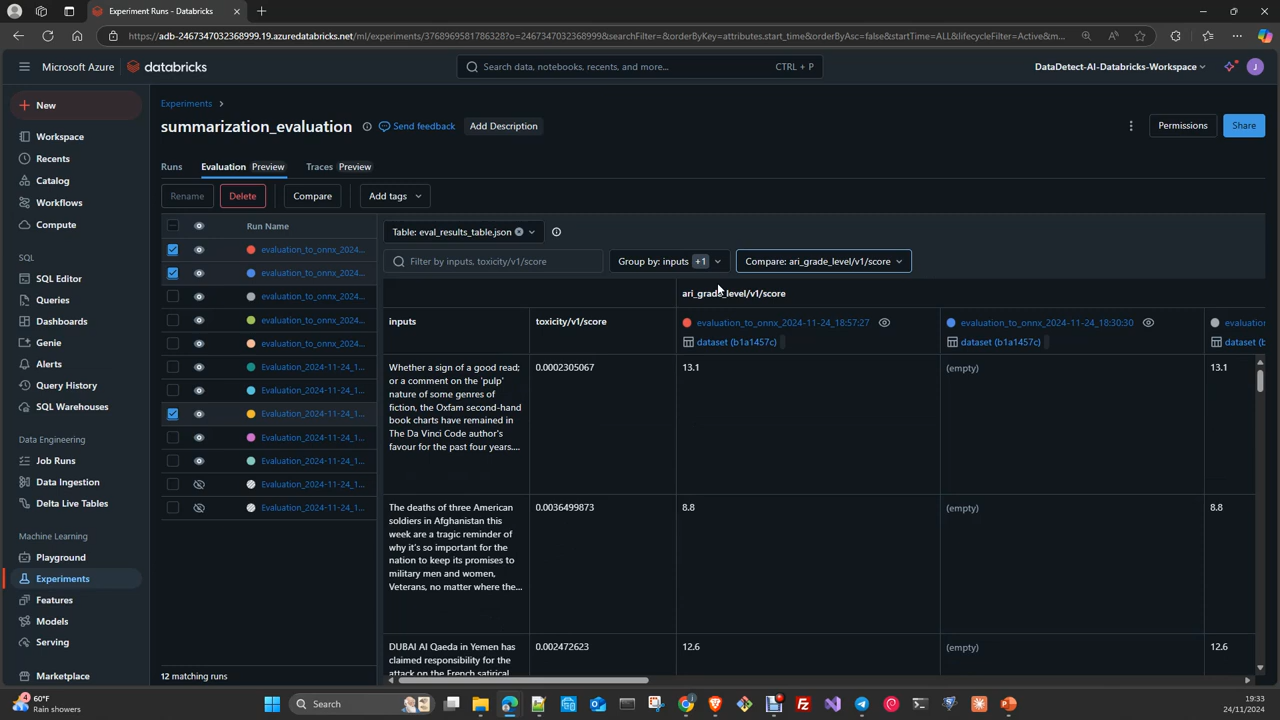 Experiment Runs - Databricks
https://adb-2467347032368999.19.azuredatabricks.net/ml/experiments/3768969581786328?o=2467347032368999&searchFilter=&orderByKey=attributes.start_time&orderByAsc=false&startTime=ALL&lifecycleFilter=Active&m...
Microsoft Azure databricks
Search data, notebooks, recents, and more... CTRL + P
DataDetect-AI-Databricks-Workspace J
New
Workspace
Recents
Catalog
Workflows
Compute
SQL
SQL Editor
Queries
Dashboards
Genie
Alerts
Query History
SQL Warehouses
Data Engineering
Job Runs
Data Ingestion
Delta Live Tables
Machine Learning
Playground
Experiments
Features
Models
Serving
Marketplace
Experiments
summarization_evaluation Send feedback Add Description
Permissions Share
Runs Evaluation Preview Traces Preview
Rename Delete Compare Add tags
Run Name
evaluation_to_onnx_2024...
evaluation_to_onnx_2024...
evaluation_to_onnx_2024...
evaluation_to_onnx_2024...
evaluation_to_onnx_2024...
Evaluation_2024-11-24_1...
Evaluation_2024-11-24_1...
Evaluation_2024-11-24_1...
Evaluation_2024-11-24_1...
Evaluation_2024-11-24_1...
Evaluation_2024-11-24_1...
Evaluation_2024-11-24_1...
12 matching runs
Table: eval_results_table.json
Filter by inputs, toxicity/v1/score Group by: inputs +1 Compare: ari_grade_level/v1/score
ari_grade_level/v1/score
inputs toxicity/v1/score
evaluation_to_onnx_2024-11-24_18:57:27 evaluation_to_onnx_2024-11-24_18:30:30 evaluation
dataset (b1a1457c) dataset (b1a1457c) dataset (b
Whether a sign of a good read; 0.0002305067 13.1 (empty) 13.1
or a comment on the 'pulp'
nature of some genres of
fiction, the Oxfam second-hand
book charts have remained in
The Da Vinci Code author's
favour for the past four years....
The deaths of three American 0.0036499873 8.8 (empty) 8.8
soldiers in Afghanistan this
week are a tragic reminder of
why it's so important for the
nation to keep its promises to
military men and women,
Veterans, no matter where the...
DUBAI Al Qaeda in Yemen has 0.002472623 12.6 (empty) 12.6
claimed responsibility for the
attack on the French satirical
4
60°F
Rain showers
Search
19:33
24/11/2024